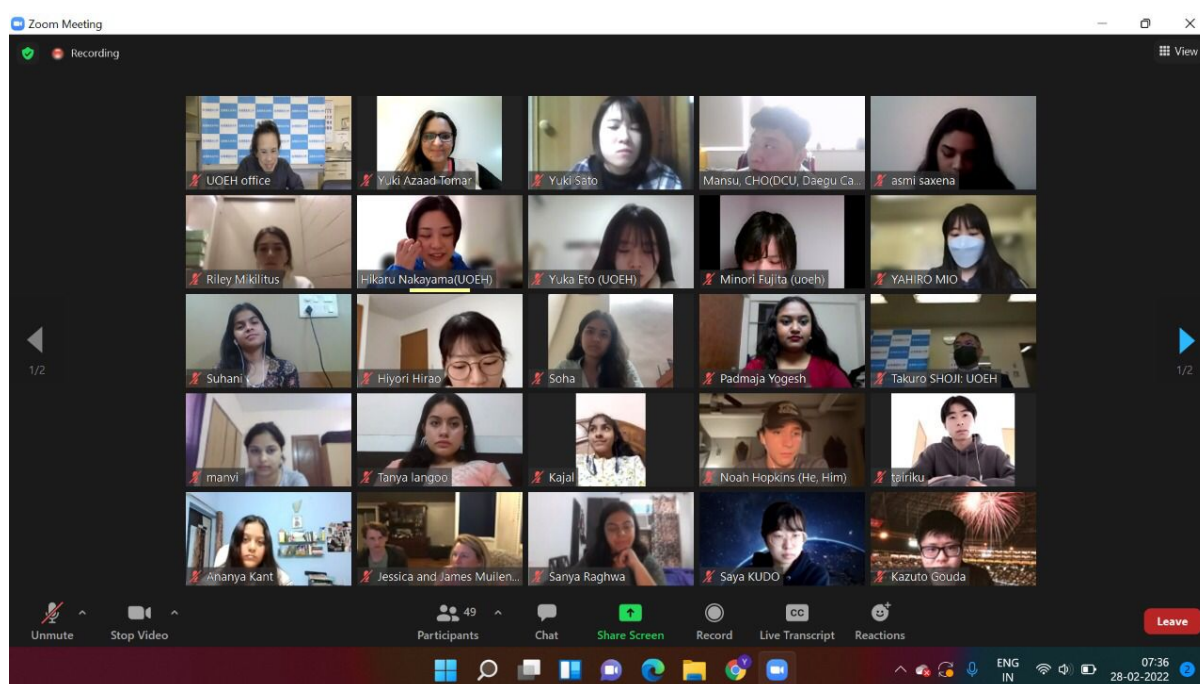 Zoom Meeting
Recording
View
UOEH office
Yuki Azaad Tomar
Yuki Sato
Mansu, CHO(DCU, Daegu Ca...
asmi saxena
Riley Mikilitus
Hikaru Nakayama(UOEH)
Yuka Eto (UOEH)
Minori Fujita (uoeh)
YAHIRO MIO
Suhani
Hiyori Hirao
Soha
Padmaja Yogesh
Takuro SHOJI: UOEH
1/2
1/2
manvi
Tanya langoo
Kajal
Noah Hopkins (He, Him)
tairiku
Ananya Kant
Jessica and James Muilen...
Sanya Raghwa
Saya KUDO
Kazuto Gouda
Unmute
Stop Video
49
Participants
Chat
Share Screen
Record
CC
Live Transcript
Reactions
Leave
ENG
IN
07:36
28-02-2022
2